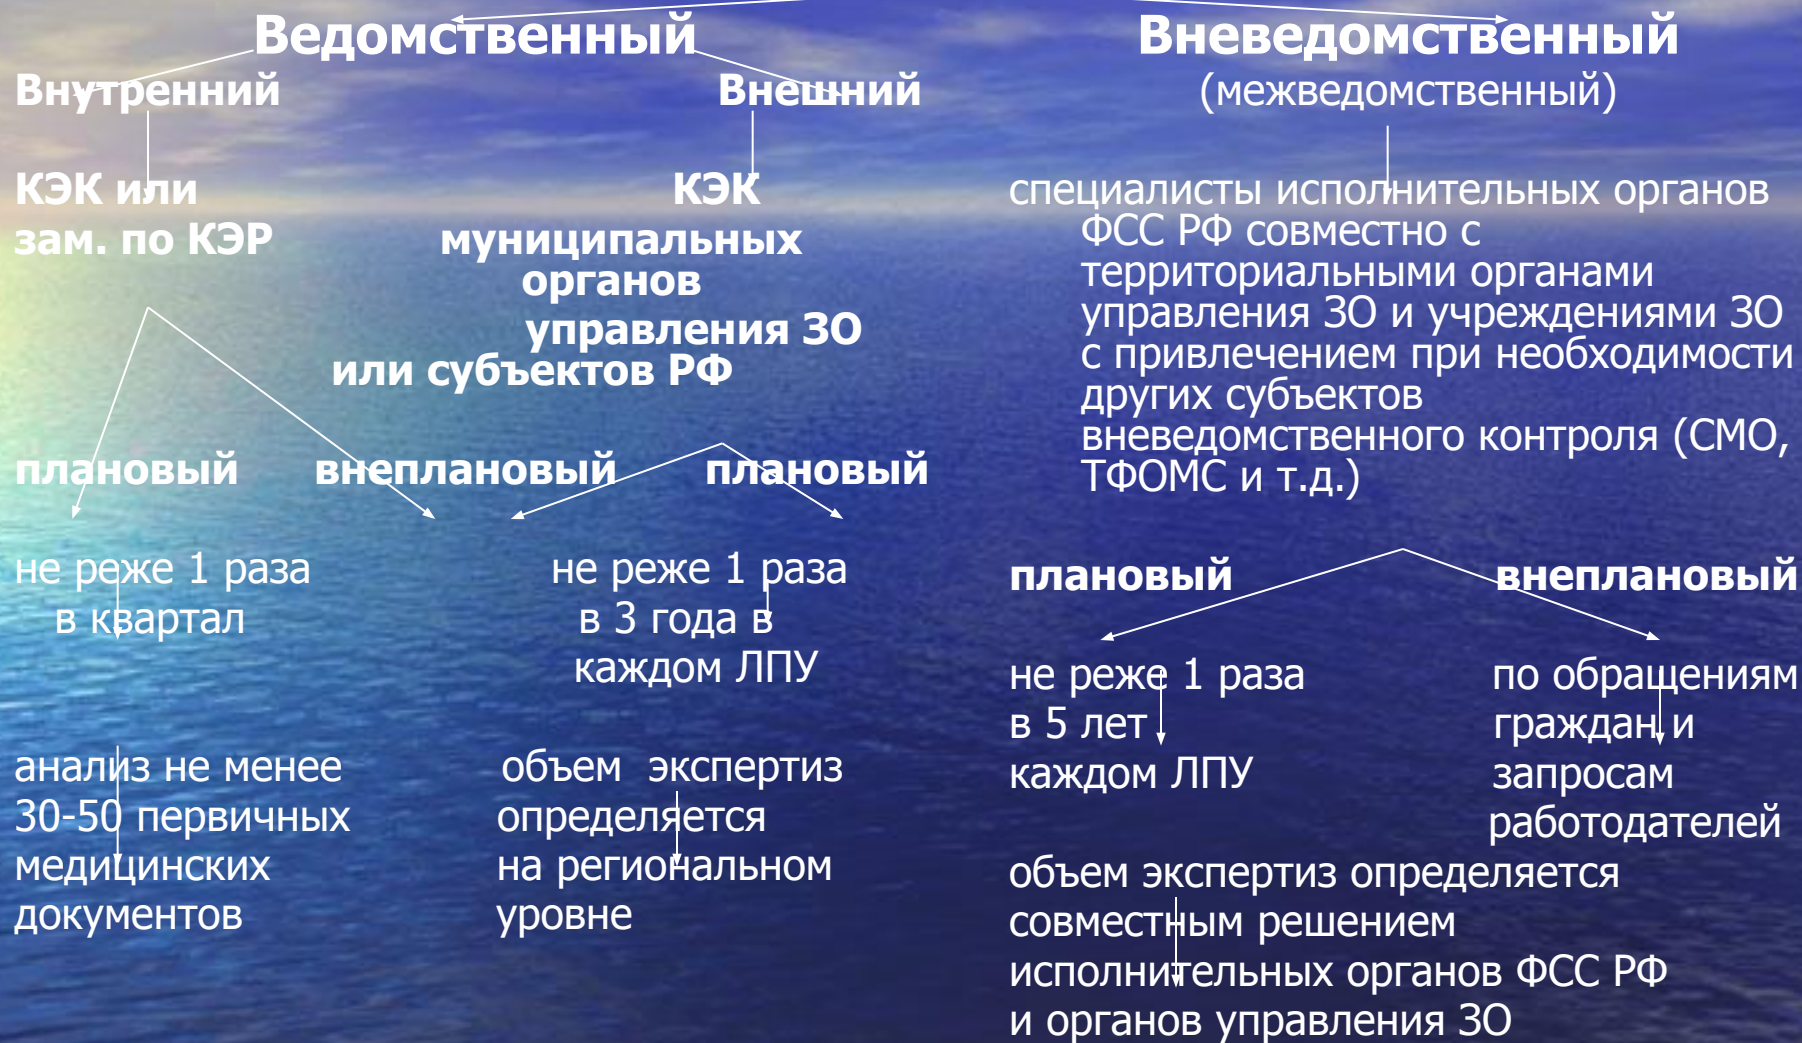 Ведомственный
Внутренний
Внешний
КЭК или
зам. по КЭР
КЭК
муниципальных
органов
управления ЗО
или субъектов РФ
плановый
внеплановый
плановый
не реже 1 раза
в квартал
не реже 1 раза
в 3 года в
каждом ЛПУ
анализ не менее
30-50 первичных
медицинских
документов
объем экспертиз
определяется
на региональном
уровне
Вневедомственный
(межведомственный)
специалисты исполнительных органов
ФСС РФ совместно с
территориальными органами
управления ЗО и учреждениями ЗО
с привлечением при необходимости
других субъектов
вневедомственного контроля (СМО,
ТФОМС и т.д.)
плановый
внеплановый
не реже 1 раза
в 5 лет
каждом ЛПУ
по обращениям
граждан и
запросам
работодателей
объем экспертиз определяется
совместным решением
исполнительных органов ФСС РФ
и органов управления ЗО